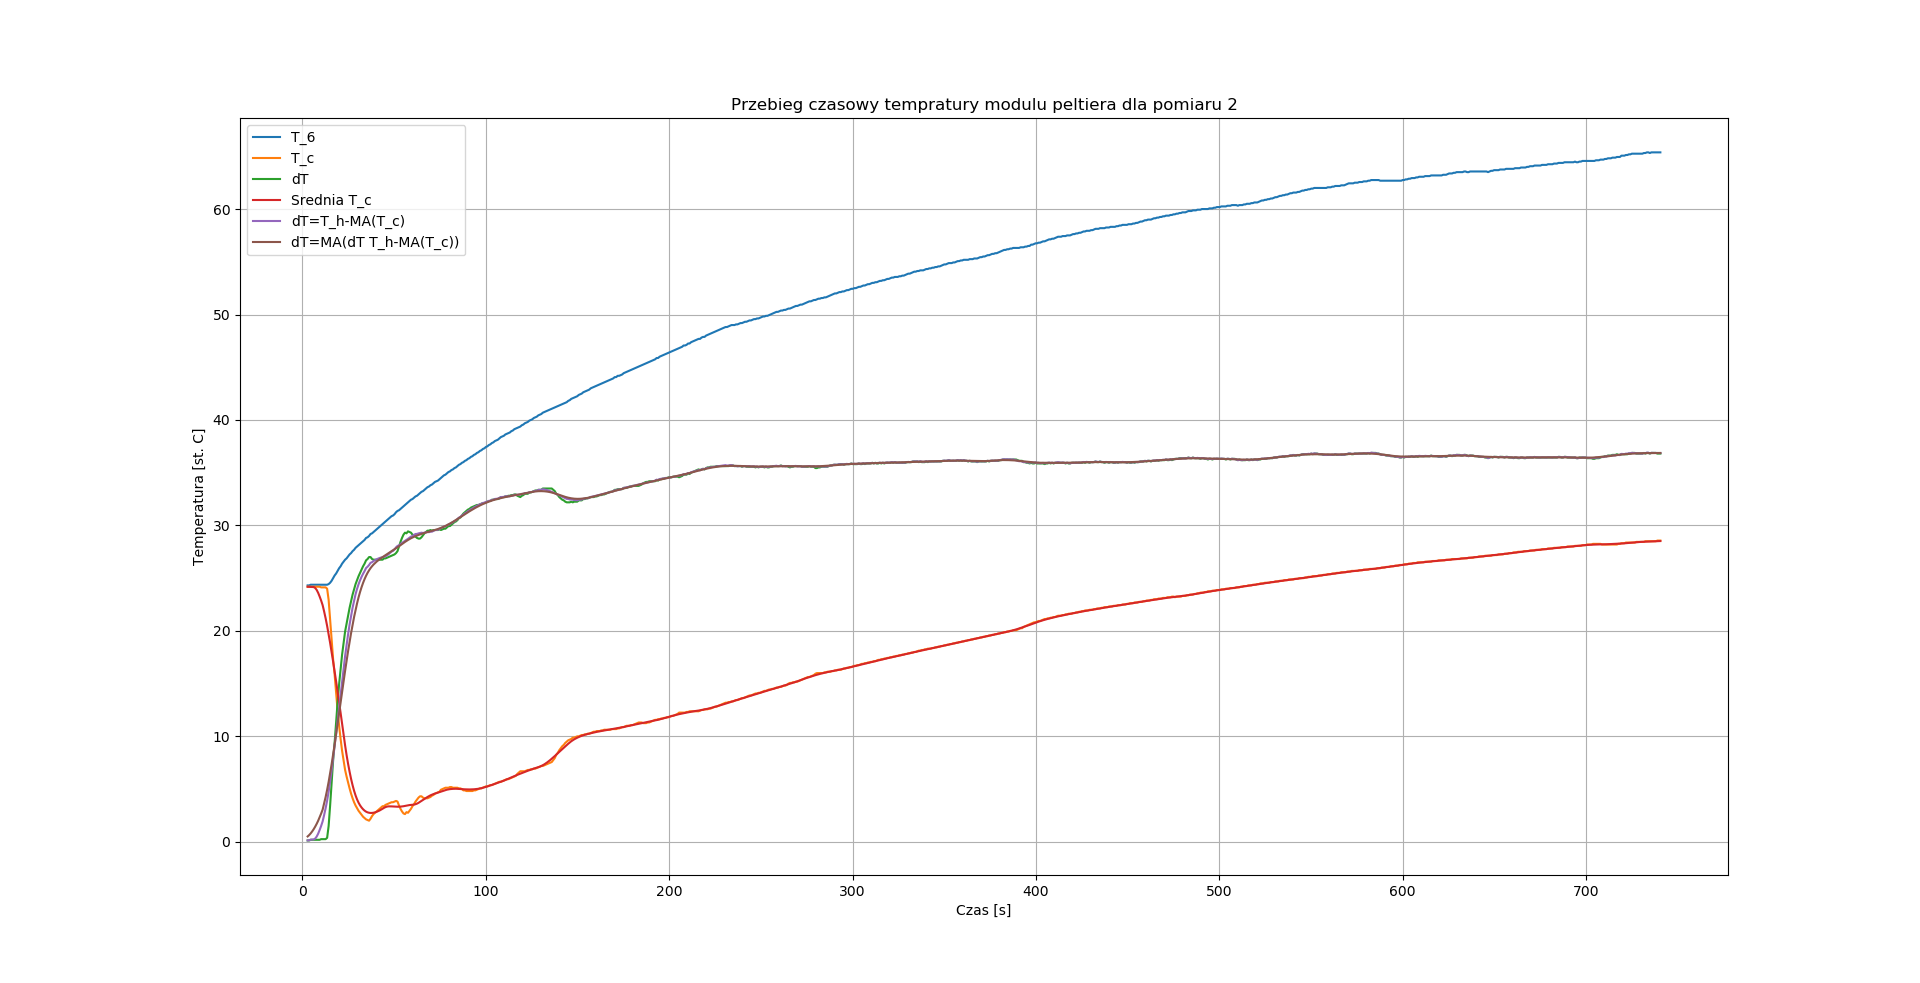 Przebieg czasowy tempratury modulu peltiera dla pomiaru 2
T_6
T_c
dT
Srednia T_c
dT=T_h-MA(T_c)
dT=MA(dT T_h-MA(T_c))
Temperatura [st. C]
60
50
40
30
20
10
0
0 100 200 300 400 500 600 700
Czas [s]